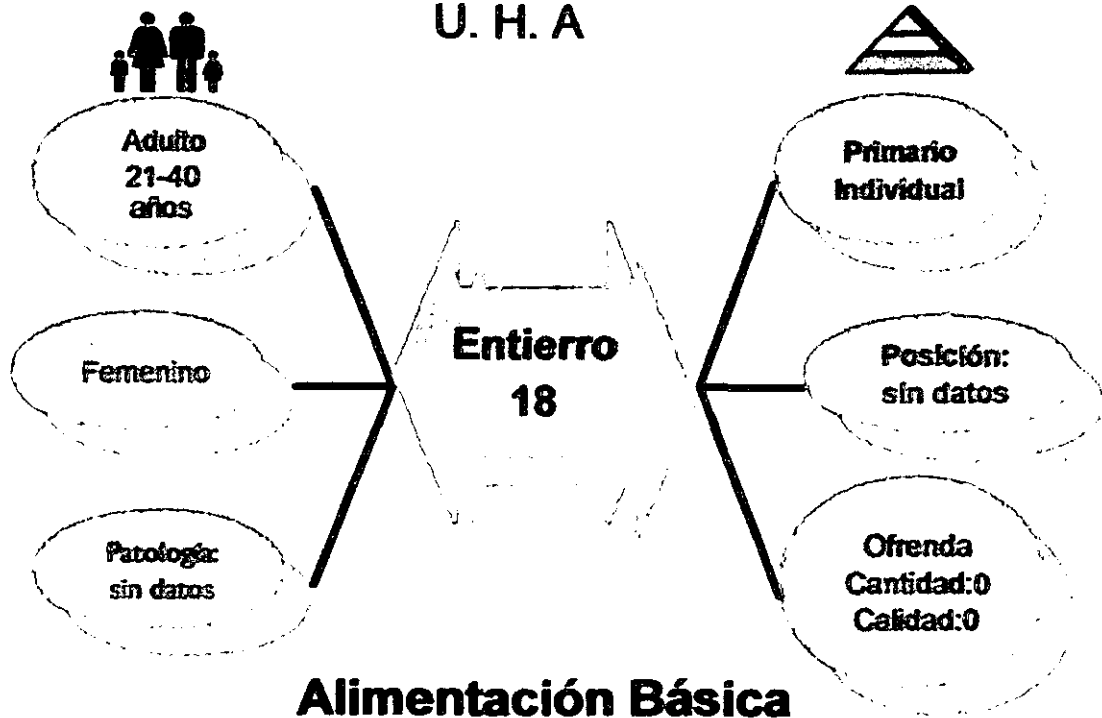 U. H. A
Adulto
21-40
años
Femenino
Patología:
sin datos
Entierro
18
Primario
Individual
Posición:
sin datos
Ofrenda
Cantidad:0
Calidad:0
Alimentación Básica